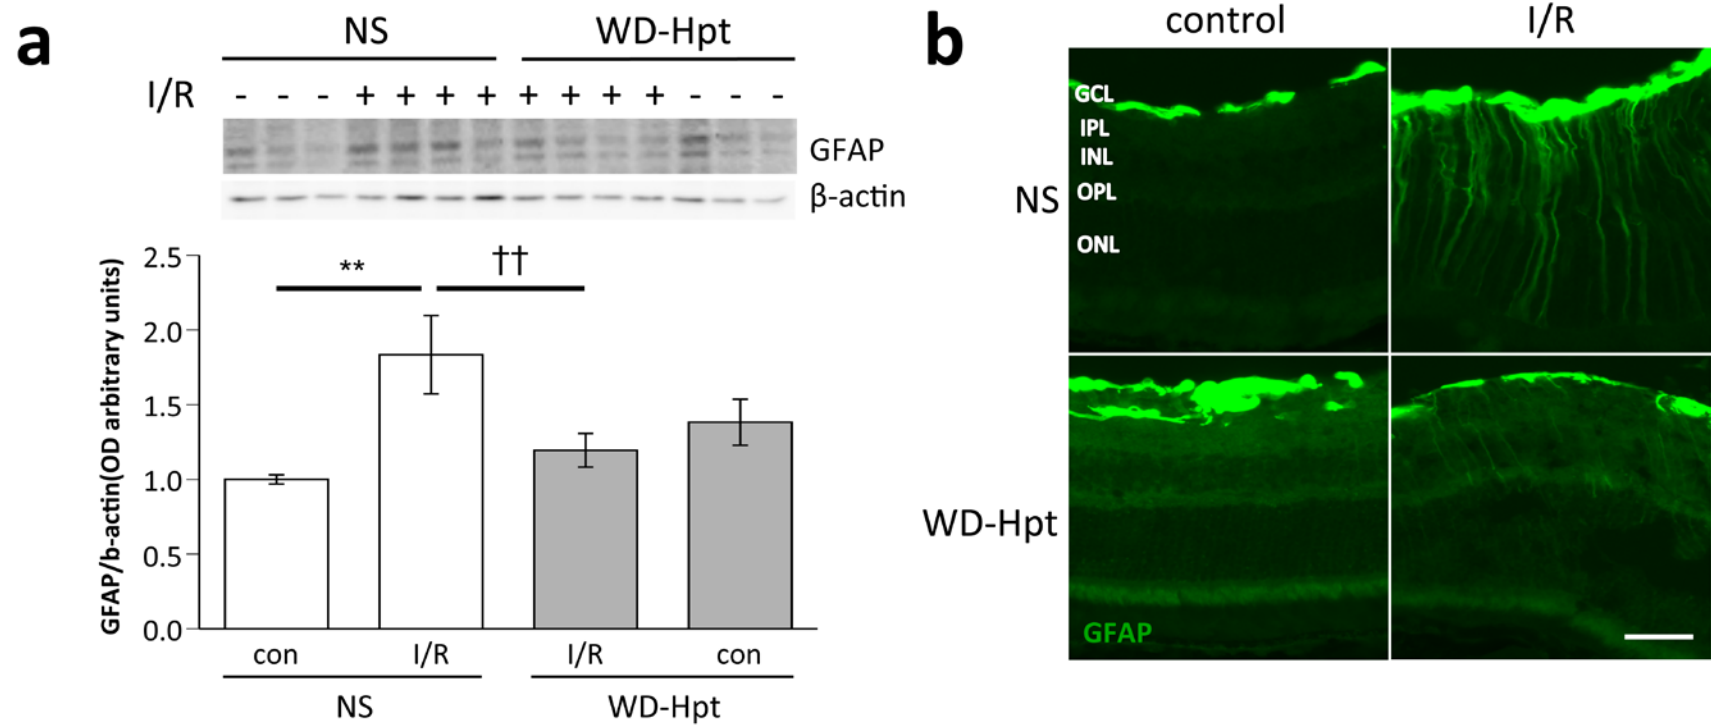 a
NS WD-Hpt
I/R - - - + + + + + + + + - - -
GFAP
β-actin
GFAP/b-actin(OD arbitrary units)
2.5
2.0
1.5
1.0
0.5
0.0
** ††
con I/R I/R con
NS WD-Hpt
b
control I/R
NS
GCL
IPL
INL
OPL
ONL
WD-Hpt
GFAP